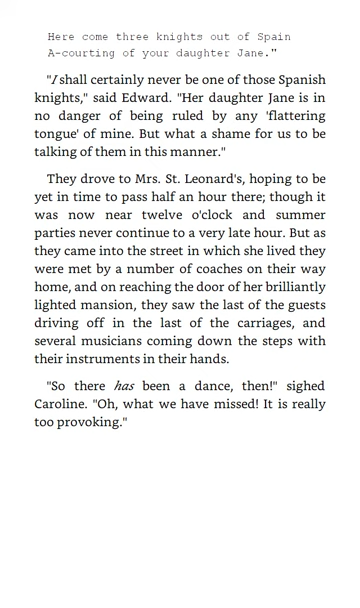 Here come three knights out of Spain
A-courting of your daughter Jane."
"I shall certainly never be one of those Spanish
knights," said Edward. "Her daughter Jane is in
no danger of being ruled by any 'flattering
tongue' of mine. But what a shame for us to be
talking of them in this manner."
They drove to Mrs. St. Leonard's, hoping to be
yet in time to pass half an hour there; though it
was now near twelve o'clock and summer
parties never continue to a very late hour. But as
they came into the street in which she lived they
were met by a number of coaches on their way
home, and on reaching the door of her brilliantly
lighted mansion, they saw the last of the guests
driving off in the last of the carriages, and
several musicians coming down the steps with
their instruments in their hands.
"So there has been a dance, then!" sighed
Caroline. "Oh, what we have missed! It is really
too provoking."